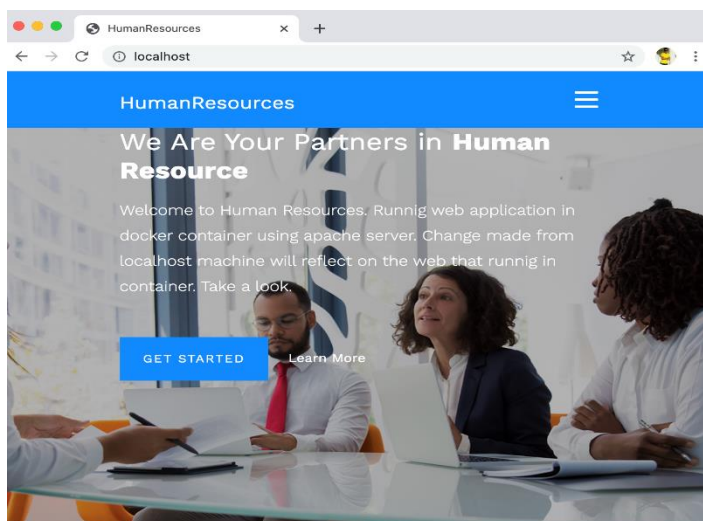 HumanResources
localhost
HumanResources
We Are Your Partners in Human
Resource
Welcome to Human Resources. Runnig web application in
docker container using apache server. Change made from
localhost machine will reflect on the web that runnig in
container. Take a look.
GET STARTED Learn More